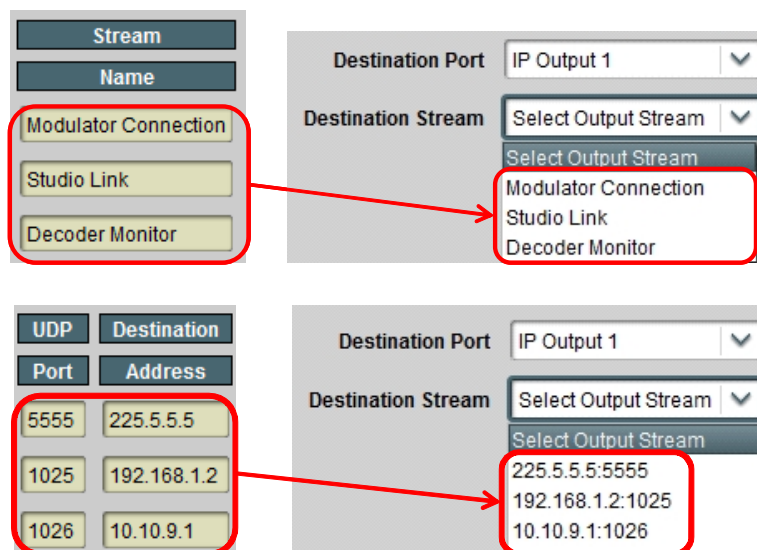 Stream
Name
Modulator Connection
Studio Link
Decoder Monitor
Destination Port IP Output 1
Destination Stream Select Output Stream
Select Output Stream
Modulator Connection
Studio Link
Decoder Monitor
UDP Destination
Port Address
5555 225.5.5.5
1025 192.168.1.2
1026 10.10.9.1
Destination Port IP Output 1
Destination Stream Select Output Stream
Select Output Stream
225.5.5.5:5555
192.168.1.2:1025
10.10.9.1:1026